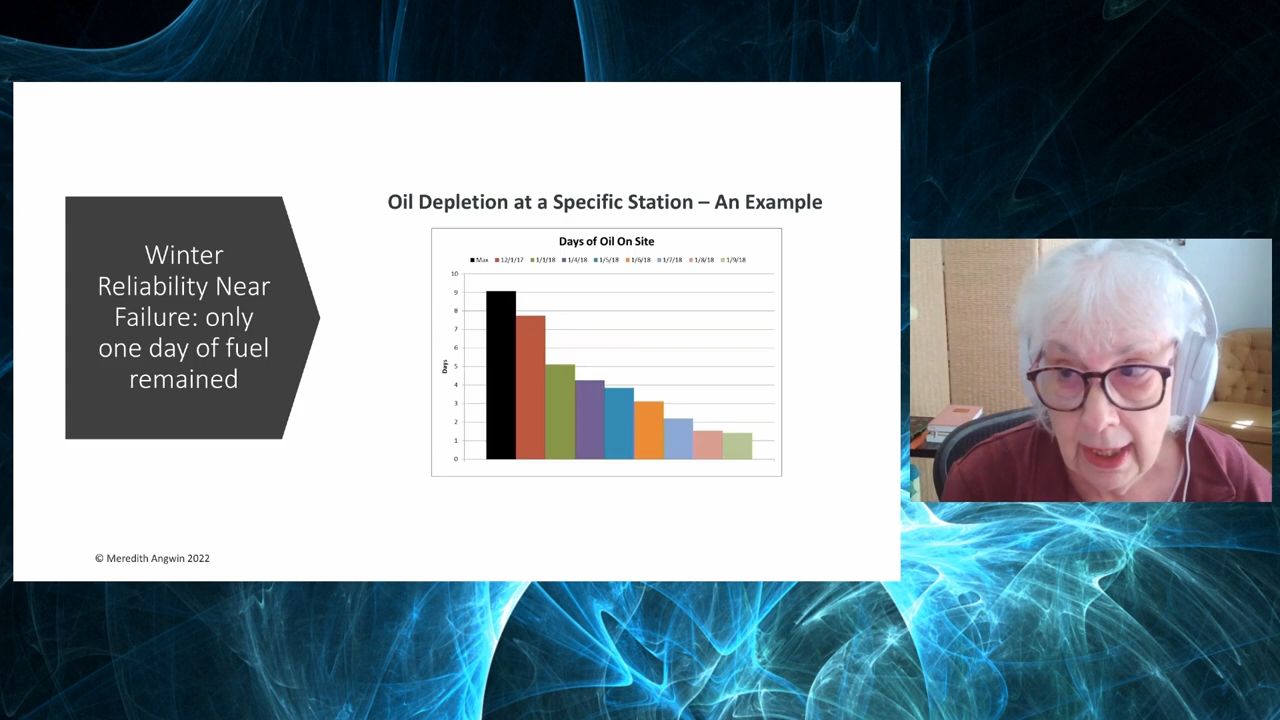 Oil Depletion at a Specific Station – An Example
Winter
Reliability Near
Failure: only
one day of fuel
remained
Days of Oil On Site
Max 12/1/17 1/1/18 1/4/18 1/5/18 1/6/18 1/7/18 1/8/18 1/9/18
10
9
8
7
6
5
4
3
2
1
0
Days
© Meredith Angwin 2022